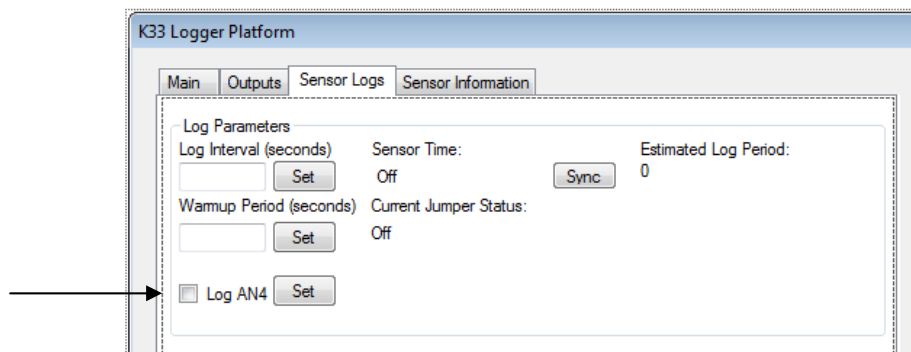 K33 Logger Platform
Main Outputs Sensor Logs Sensor Information
Log Parameters
Log Interval (seconds) Sensor Time: Estimated Log Period:
Set Off Sync 0
Warmup Period (seconds) Current Jumper Status:
Set Off
Log AN4 Set